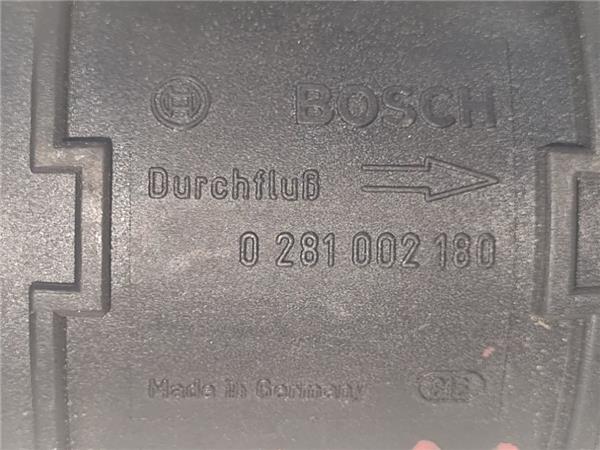 BOSCH
Durchfluß
0 281 002 180
Made in Germany